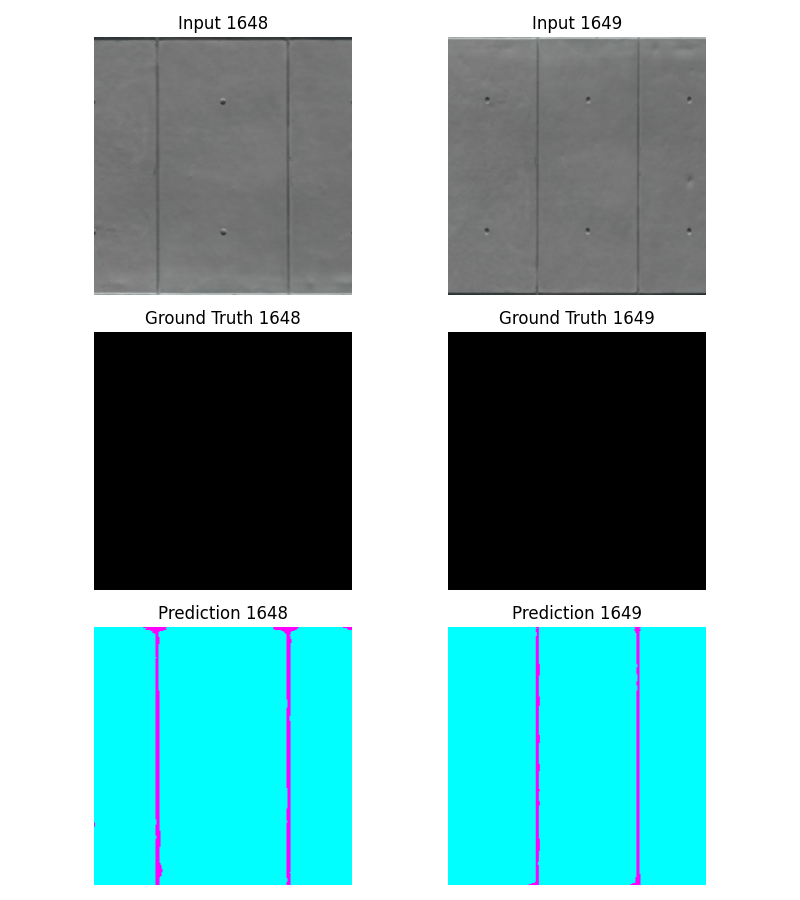 Input 1648
Input 1649
Ground Truth 1648
Ground Truth 1649
Prediction 1648
Prediction 1649